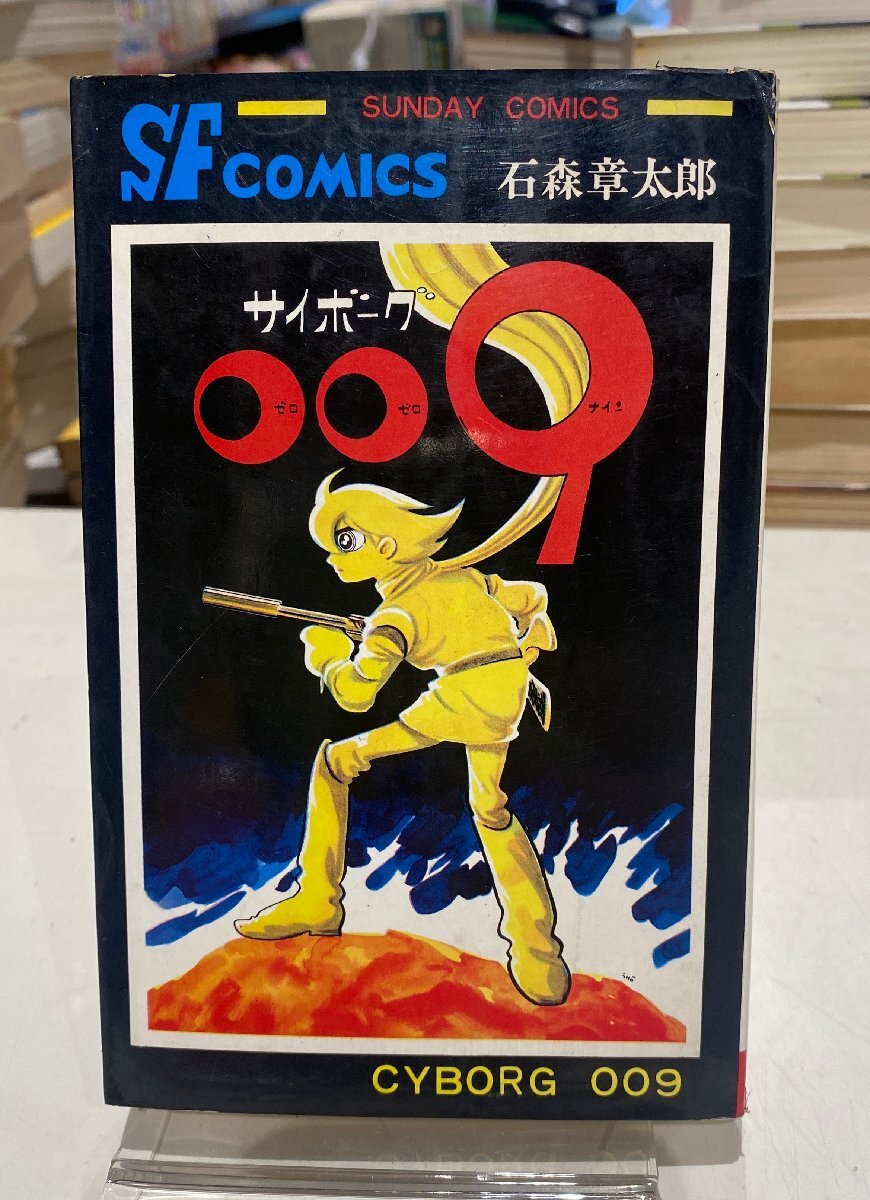 SUNDAY COMICS
SF COMICS
石森章太郎
サイボーグ
009
ゼロ ゼロ ナイン
CYBORG 009